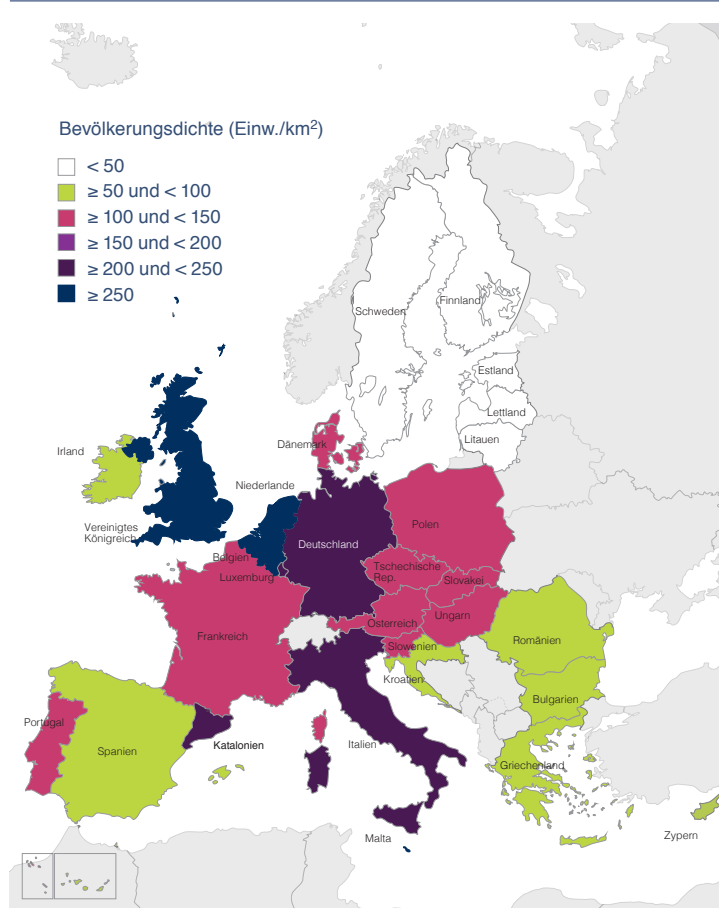 Bevölkerungsdichte (Einw./km²)
< 50
≥ 50 und < 100
≥ 100 und < 150
≥ 150 und < 200
≥ 200 und < 250
≥ 250
Schweden
Finnland
Estland
Lettland
Litauen
Dänemark
Irland
Niederlande
Vereinigtes
Königreich
Polen
Deutschland
Belgien
Luxemburg
Tschechische
Rep.
Slovakei
Österreich
Ungarn
Frankreich
Slowenien
Romänien
Kroatien
Bulgarien
Portugal
Spanien
Katalonien
Italien
Griechenland
Malta
Zypern